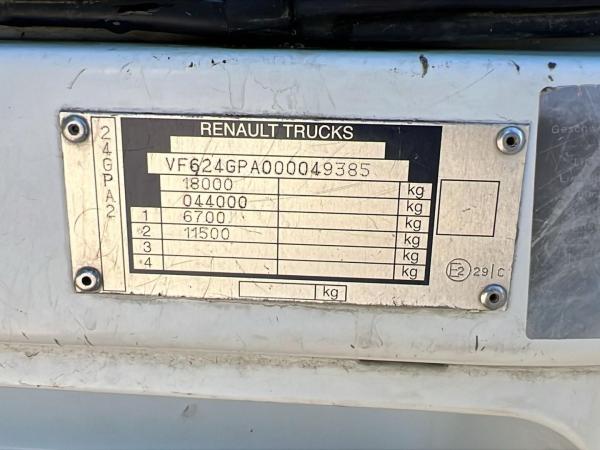 RENAULT TRUCKS
24GPA2
VF624GPA000049385
18000 kg
044000 kg
1 6700 kg
2 11500 kg
3 kg
4 kg
kg
E2 29/C